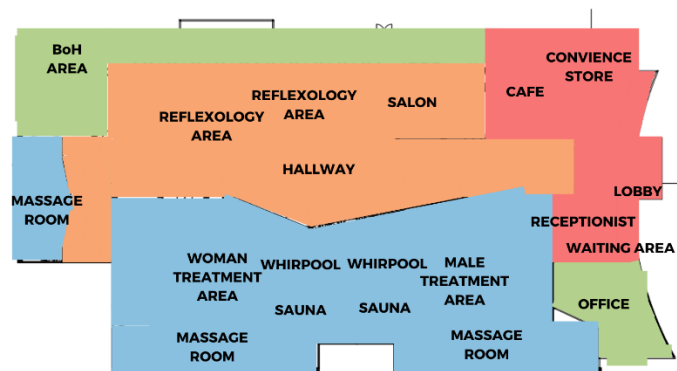 BoH
AREA
CONVIENCE
STORE
CAFE
REFLEXOLOGY
AREA
SALON
REFLEXOLOGY
AREA
HALLWAY
MASSAGE
ROOM
LOBBY
RECEPTIONIST
WAITING AREA
WOMAN
TREATMENT
AREA
WHIRPOOL
WHIRPOOL
MALE
TREATMENT
AREA
SAUNA
SAUNA
OFFICE
MASSAGE
ROOM
MASSAGE
ROOM